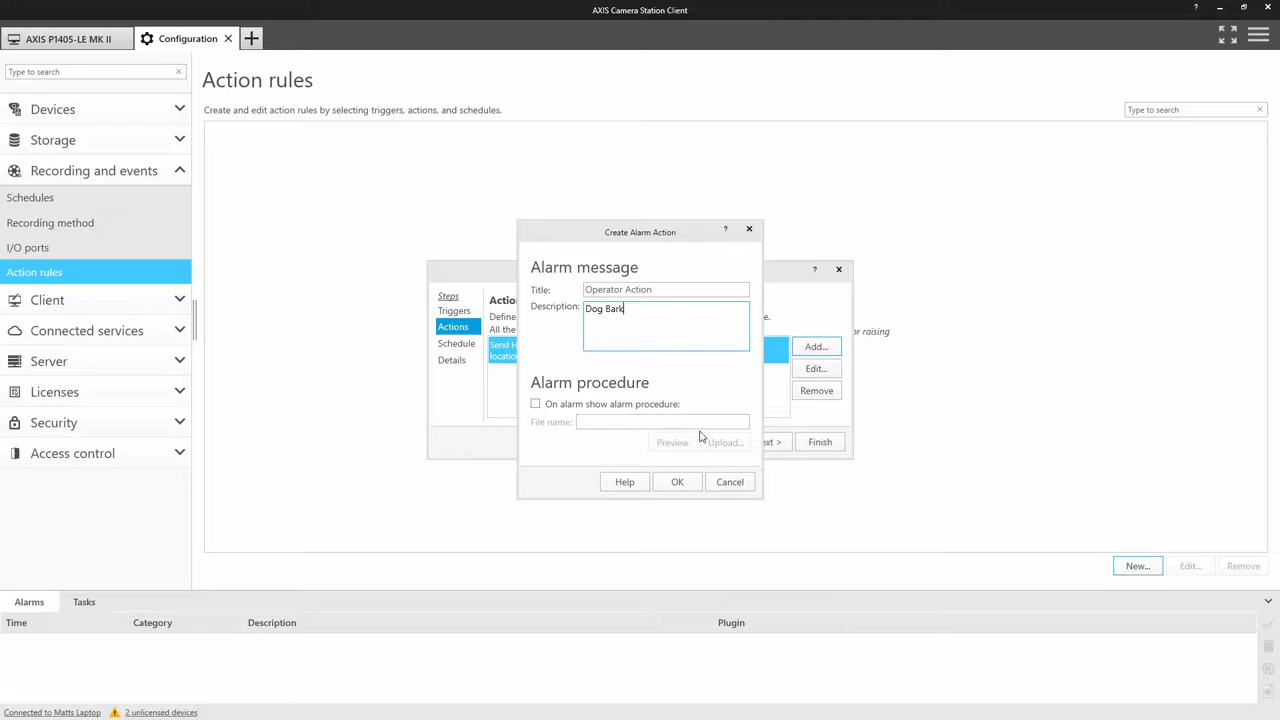 AXIS Camera Station Client
AXIS P1405-LE MK II
Configuration
Type to search
Action rules
Create and edit action rules by selecting triggers, actions, and schedules.
Type to search
Devices
Storage
Recording and events
Schedules
Recording method
I/O ports
Action rules
Client
Connected services
Server
Licenses
Security
Access control
Steps
Triggers
Actions
Schedule
Details
Define
All the
Send H
location
e.
or raising
Add...
Edit...
Remove
ext >
Finish
Create Alarm Action
?
Alarm message
Title: Operator Action
Description: Dog Bark
Alarm procedure
On alarm show alarm procedure:
File name:
Preview
Upload...
Help
OK
Cancel
New...
Edit...
Remove
Alarms
Tasks
Time
Category
Description
Plugin
Connected to Matts Laptop
2 unlicensed devices